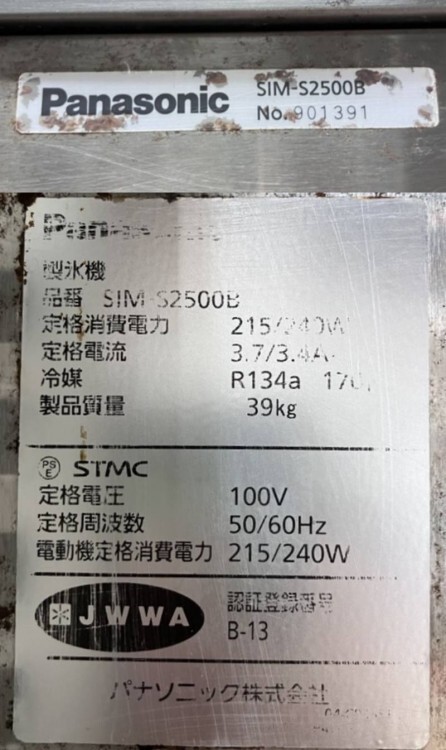 Panasonic
SIM-S2500B
No. 901391
製氷機
品番 SIM-S2500B
定格消費電力 215/240W
定格電流 3.7/3.4A
冷媒 R134a
製品質量 39kg
PSE STMC
定格電圧 100V
定格周波数 50/60Hz
電動機定格消費電力 215/240W
JWWA
認証登録番号
B-13
パナソニック株式会社